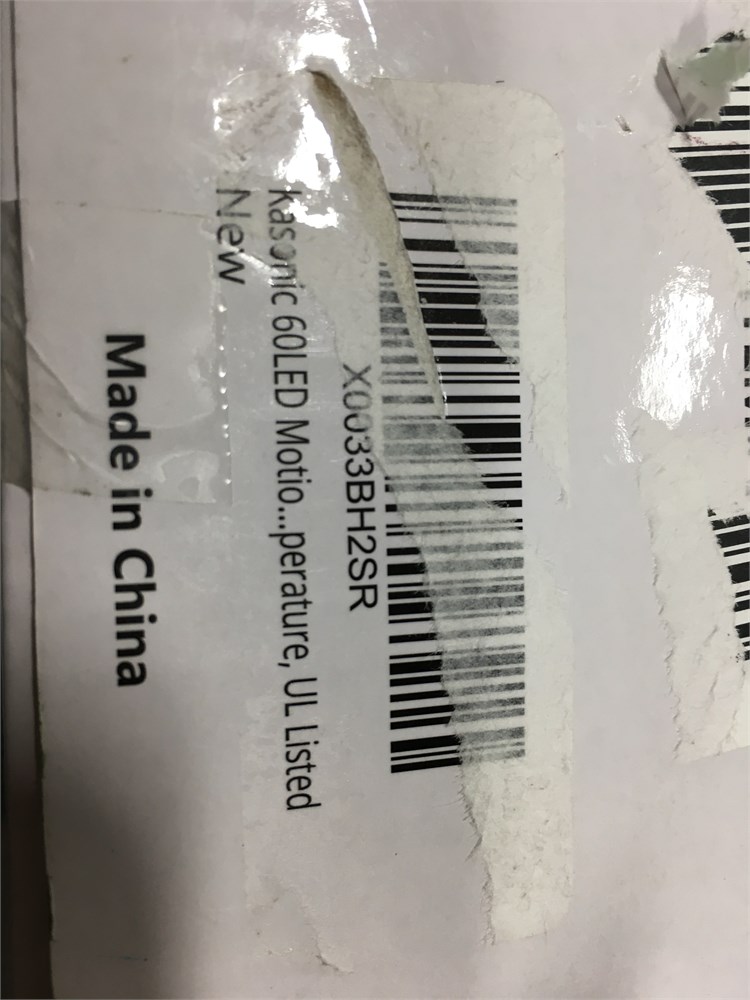 X0033BH2SR
kasonic 60LED Motio...perature, UL Listed
New
Made in China